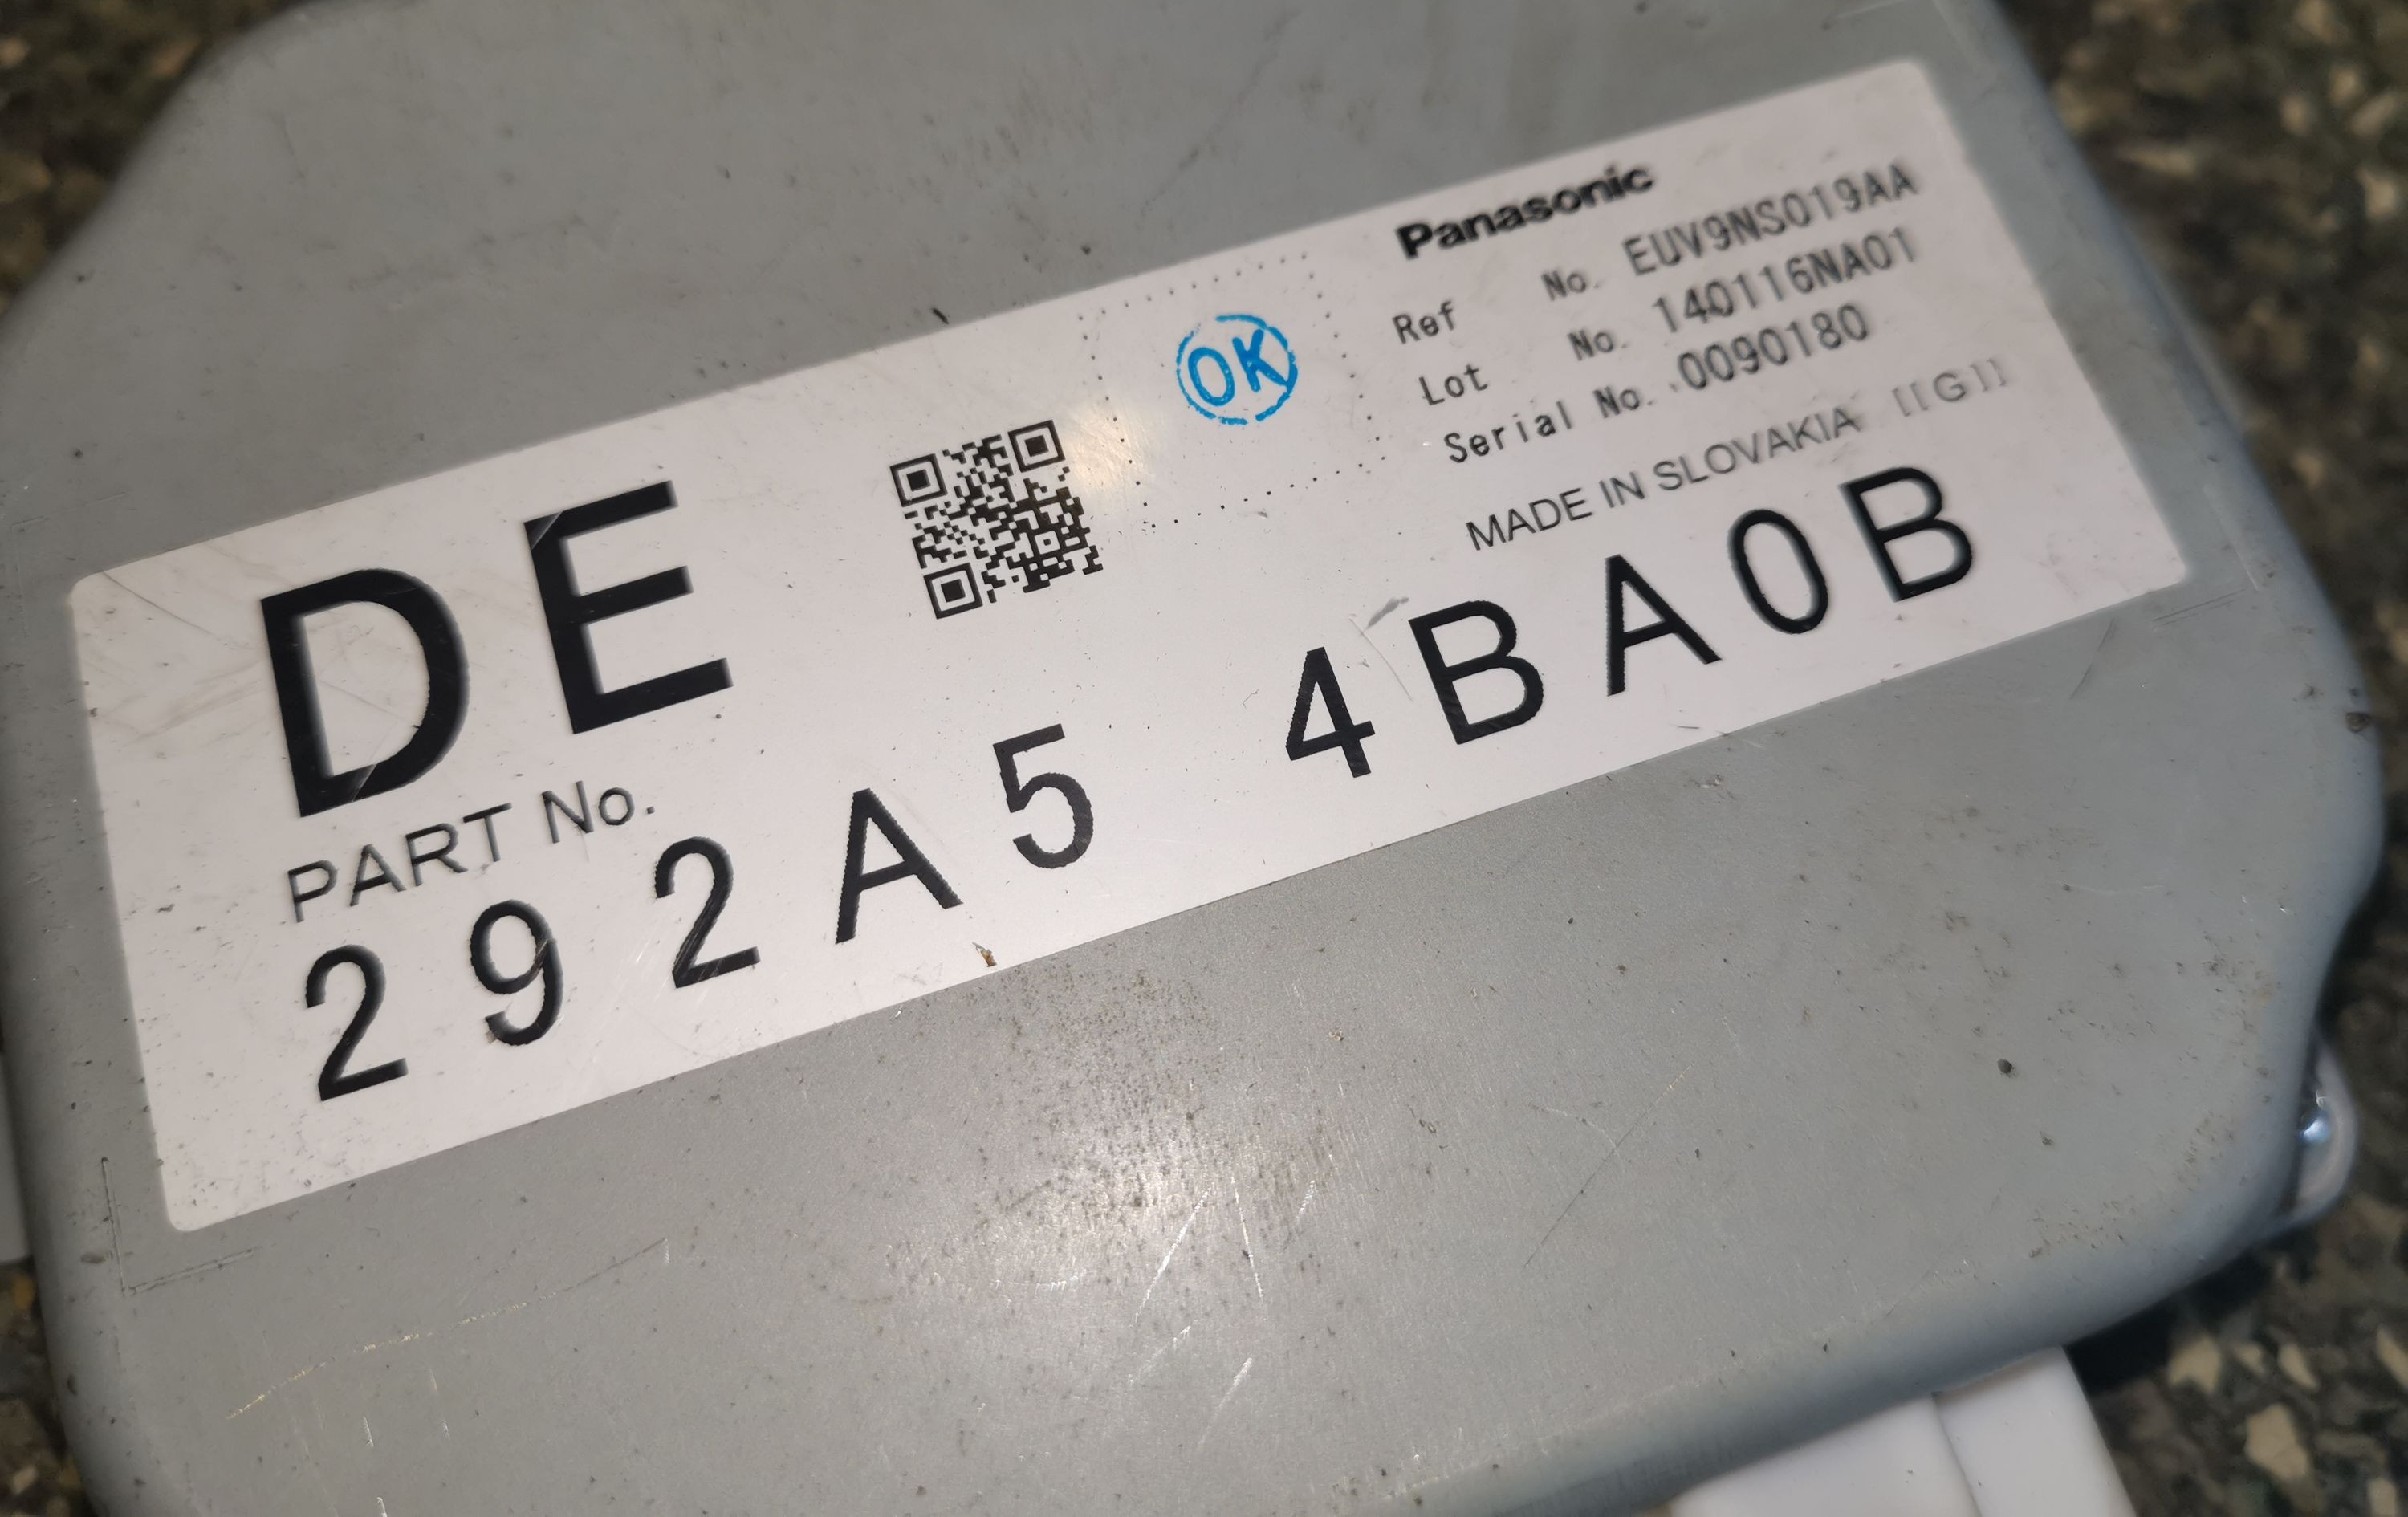 Panasonic
Ref No. EUV9NS019AA
Lot No. 140116NA01
Serial No. 0090180
MADE IN SLOVAKIA [[G]]
OK
DE
PART No.
292A5 4BA0B